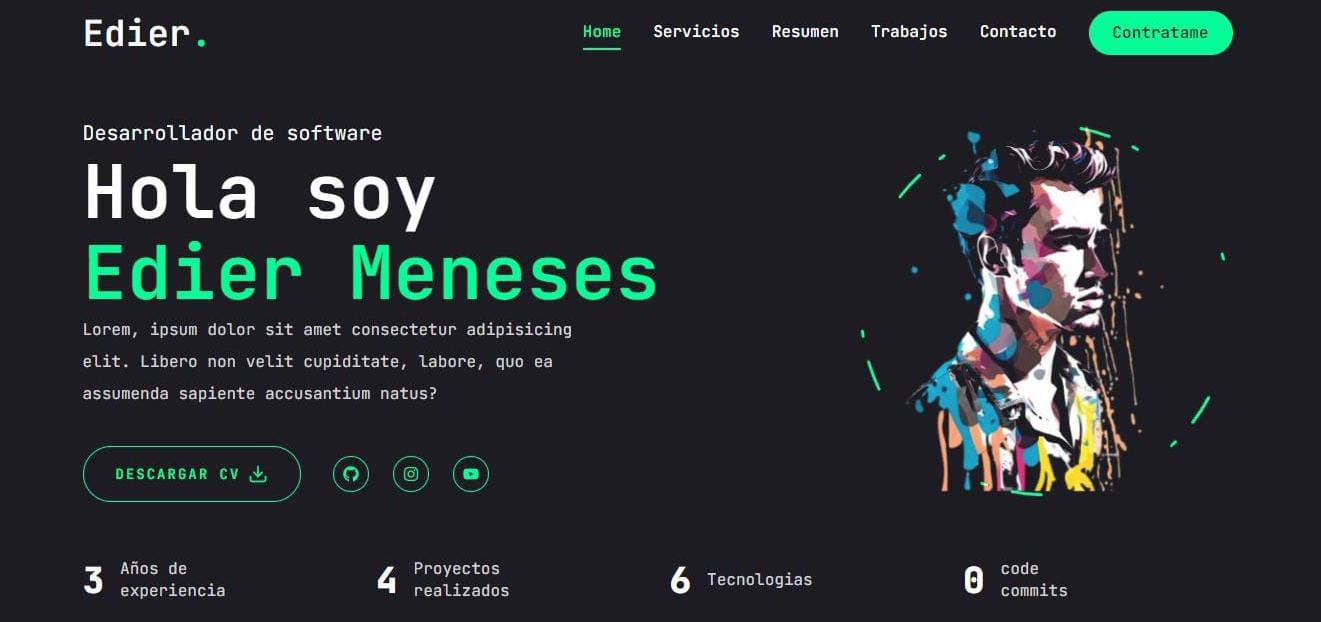 Edier.
Home Servicios Resumen Trabajos Contacto Contratame
Desarrollador de software
Hola soy
Edier Meneses
Lorem, ipsum dolor sit amet consectetur adipisicing
elit. Libero non velit cupiditate, labore, quo ea
assumenda sapiente accusantium natus?
DESCARGAR CV
3 Años de
experiencia
4 Proyectos
realizados
6 Tecnologias
0 code
commits